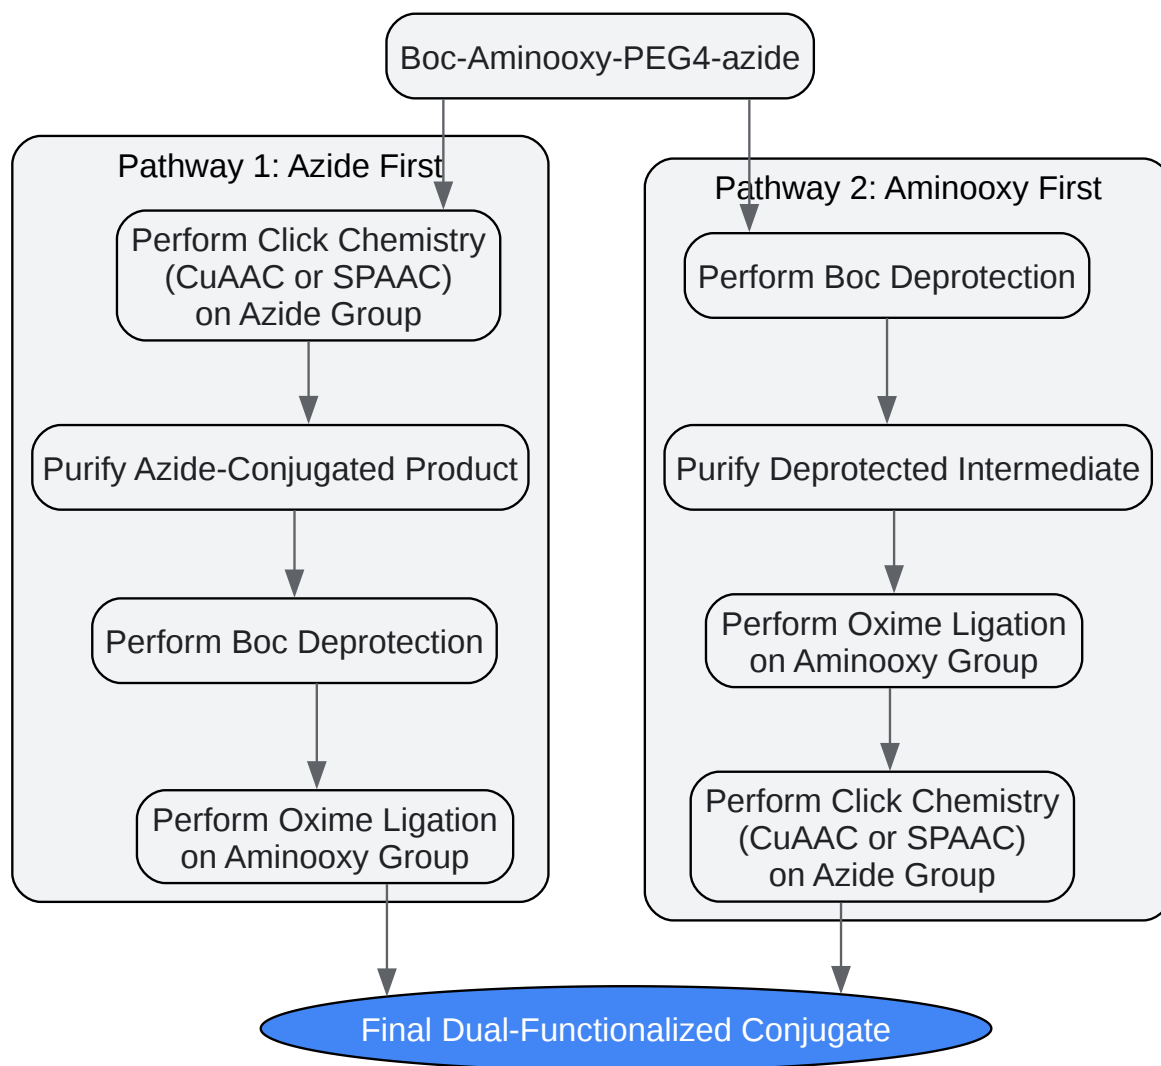 Boc-Aminooxy-PEG4-azide
Pathway 1: Azide First
Perform Click Chemistry
(CuAAC or SPAAC)
on Azide Group
Purify Azide-Conjugated Product
Perform Boc Deprotection
Perform Oxime Ligation
on Aminooxy Group
Pathway 2: Aminooxy First
Perform Boc Deprotection
Purify Deprotected Intermediate
Perform Oxime Ligation
on Aminooxy Group
Perform Click Chemistry
(CuAAC or SPAAC)
on Azide Group
Final Dual-Functionalized Conjugate